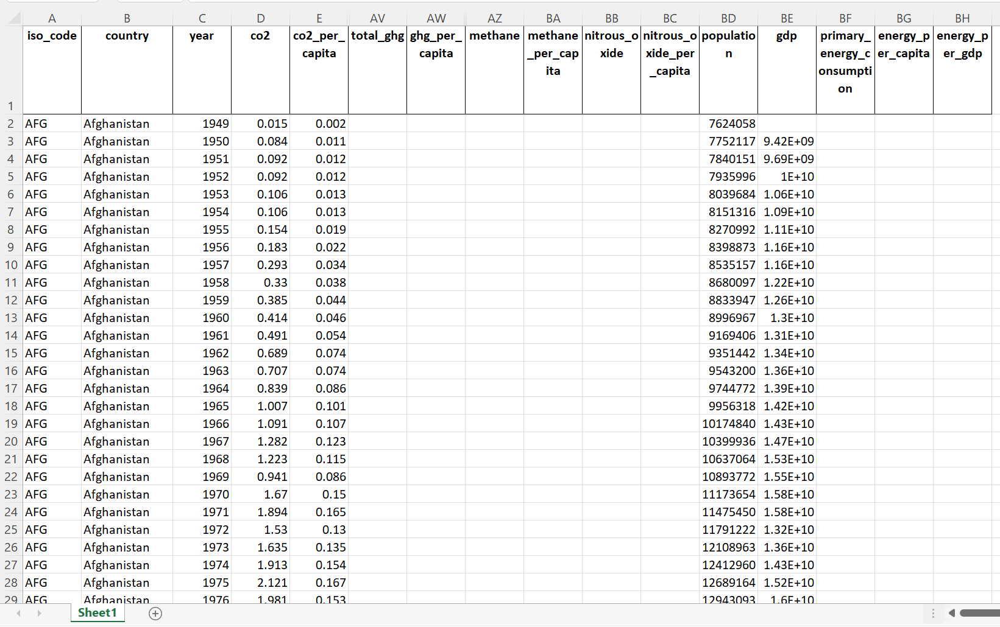 A B C D E AV AW AZ BA BB BC BD BE BF BG BH
1 iso_code country year co2 co2_per_capita total_ghg ghg_per_capita methane methane_per_capita nitrous_oxide nitrous_oxide_per_capita population gdp primary_energy_consumption energy_per_capita energy_per_gdp
2 AFG Afghanistan 1949 0.015 0.002 7624058
3 AFG Afghanistan 1950 0.084 0.011 7752117 9.42E+09
4 AFG Afghanistan 1951 0.092 0.012 7840151 9.69E+09
5 AFG Afghanistan 1952 0.092 0.012 7935996 1E+10
6 AFG Afghanistan 1953 0.106 0.013 8039684 1.06E+10
7 AFG Afghanistan 1954 0.106 0.013 8151316 1.09E+10
8 AFG Afghanistan 1955 0.154 0.019 8270992 1.11E+10
9 AFG Afghanistan 1956 0.183 0.022 8398873 1.16E+10
10 AFG Afghanistan 1957 0.293 0.034 8535157 1.16E+10
11 AFG Afghanistan 1958 0.33 0.038 8680097 1.22E+10
12 AFG Afghanistan 1959 0.385 0.044 8833947 1.26E+10
13 AFG Afghanistan 1960 0.414 0.046 8996967 1.3E+10
14 AFG Afghanistan 1961 0.491 0.054 9169406 1.31E+10
15 AFG Afghanistan 1962 0.689 0.074 9351442 1.34E+10
16 AFG Afghanistan 1963 0.707 0.074 9543200 1.36E+10
17 AFG Afghanistan 1964 0.839 0.086 9744772 1.39E+10
18 AFG Afghanistan 1965 1.007 0.101 9956318 1.42E+10
19 AFG Afghanistan 1966 1.091 0.107 10174840 1.43E+10
20 AFG Afghanistan 1967 1.282 0.123 10399936 1.47E+10
21 AFG Afghanistan 1968 1.223 0.115 10637064 1.53E+10
22 AFG Afghanistan 1969 0.941 0.086 10893772 1.55E+10
23 AFG Afghanistan 1970 1.67 0.15 11173654 1.58E+10
24 AFG Afghanistan 1971 1.894 0.165 11475450 1.58E+10
25 AFG Afghanistan 1972 1.53 0.13 11791222 1.32E+10
26 AFG Afghanistan 1973 1.635 0.135 12108963 1.36E+10
27 AFG Afghanistan 1974 1.913 0.154 12412960 1.43E+10
28 AFG Afghanistan 1975 2.121 0.167 12689164 1.52E+10
29 AFG Afghanistan 1976 1.981 0.153 12943093 1.6E+10
Sheet1